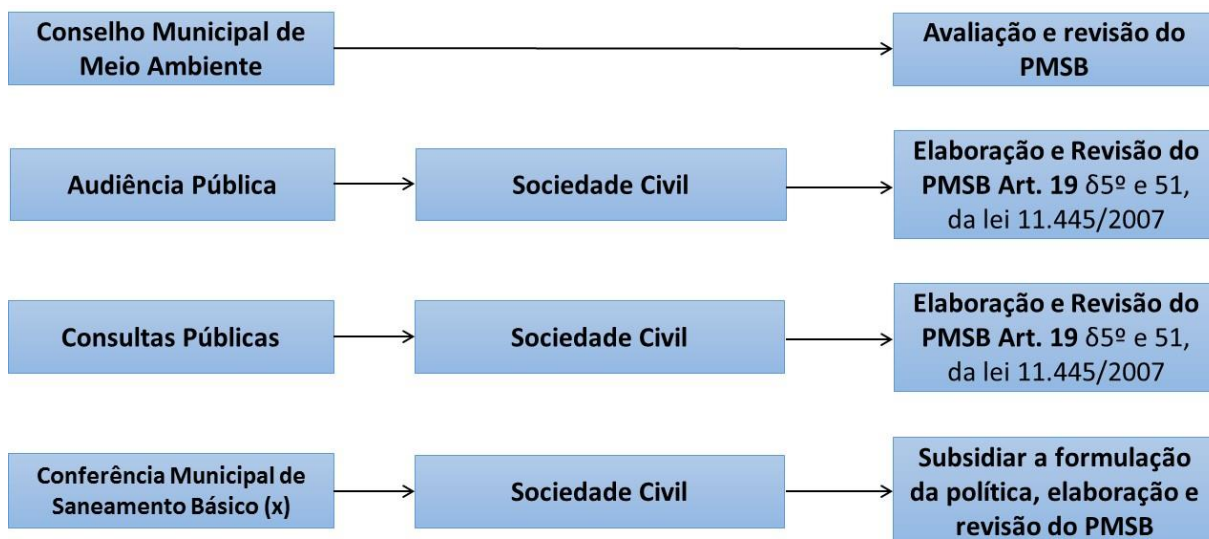 Conselho Municipal de
Meio Ambiente
Avaliação e revisão do
PMSB
Audiência Pública
Sociedade Civil
Elaboração e Revisão do
PMSB Art. 19 δ5º e 51,
da lei 11.445/2007
Consultas Públicas
Sociedade Civil
Elaboração e Revisão do
PMSB Art. 19 δ5º e 51,
da lei 11.445/2007
Conferência Municipal de
Saneamento Básico (x)
Sociedade Civil
Subsidiar a formulação
da política, elaboração e
revisão do PMSB